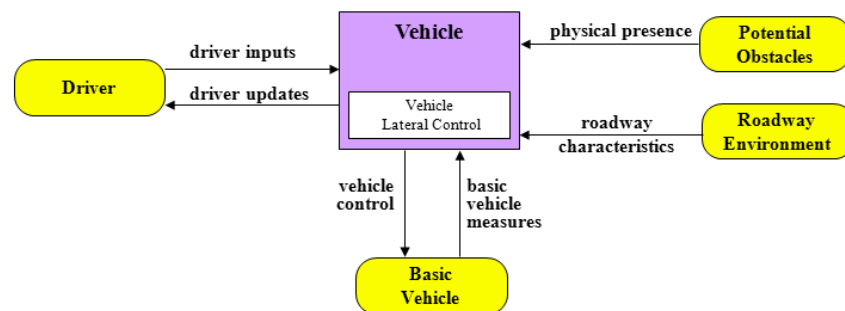 Vehicle
physical presence
Potential
Obstacles
driver inputs
Driver
driver updates
Vehicle
Lateral Control
roadway
characteristics
Roadway
Environment
vehicle
control
basic
vehicle
measures
Basic
Vehicle